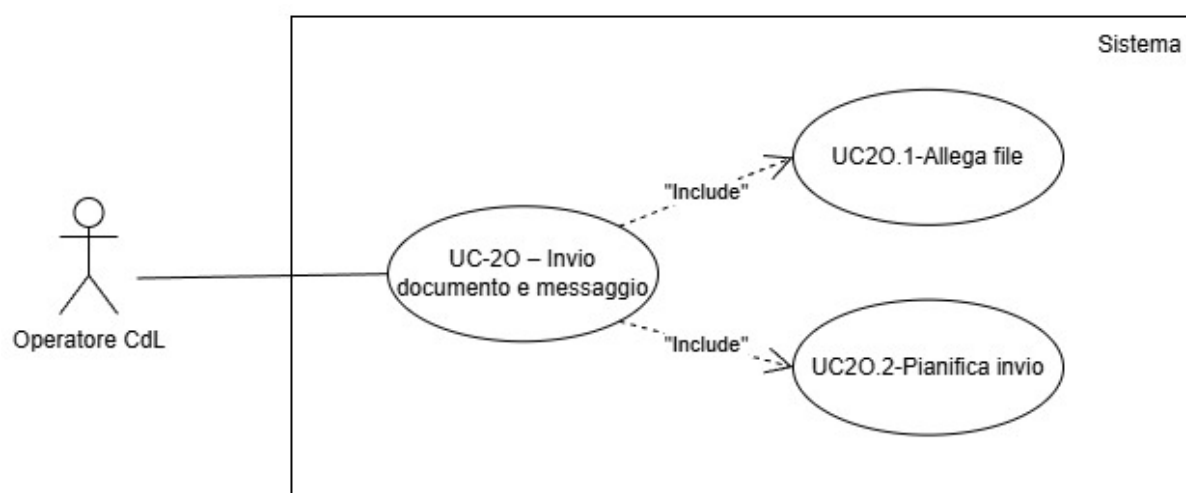 Sistema
UC2O.1-Allega file
"Include"
UC-2O – Invio
documento e messaggio
"Include"
Operatore CdL
UC2O.2-Pianifica invio